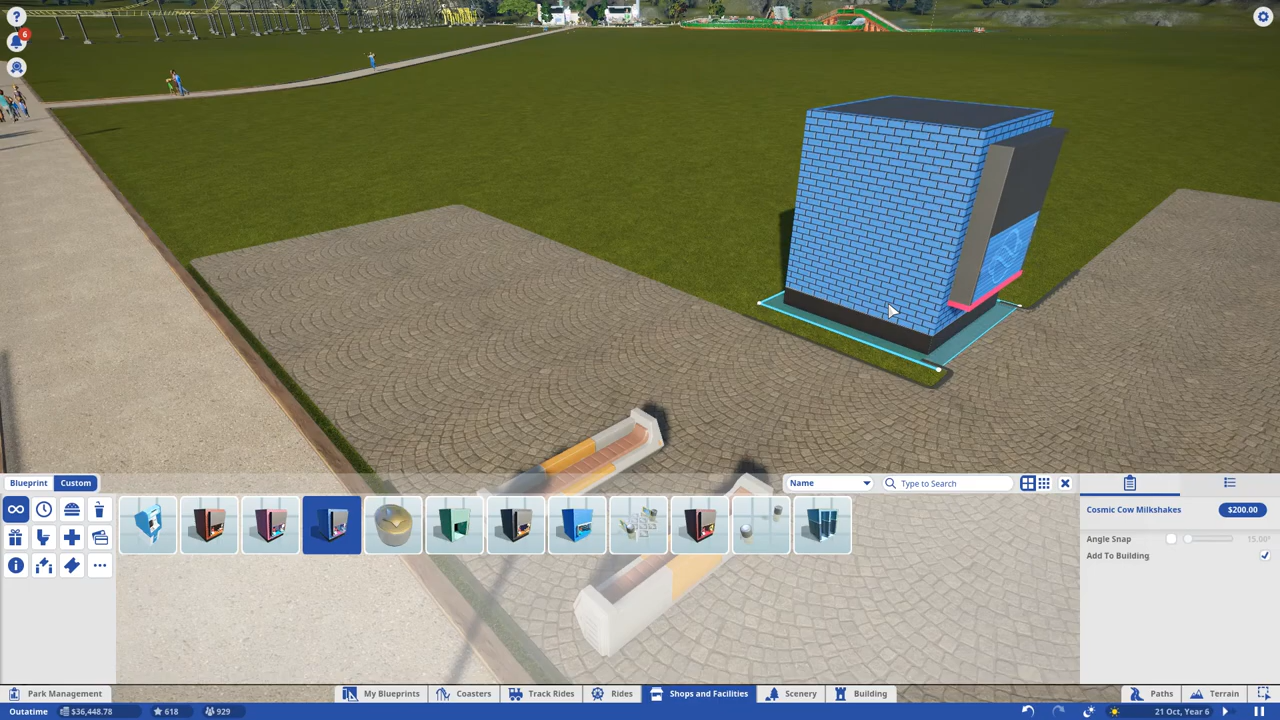 ?
6
Blueprint Custom
Name
Type to Search
Cosmic Cow Milkshakes $200.00
Angle Snap 15.00°
Add To Building
Park Management
My Blueprints Coasters Track Rides Rides Shops and Facilities Scenery Building
Paths Terrain
Outatime $36,448.78 618 929
21 Oct, Year 6